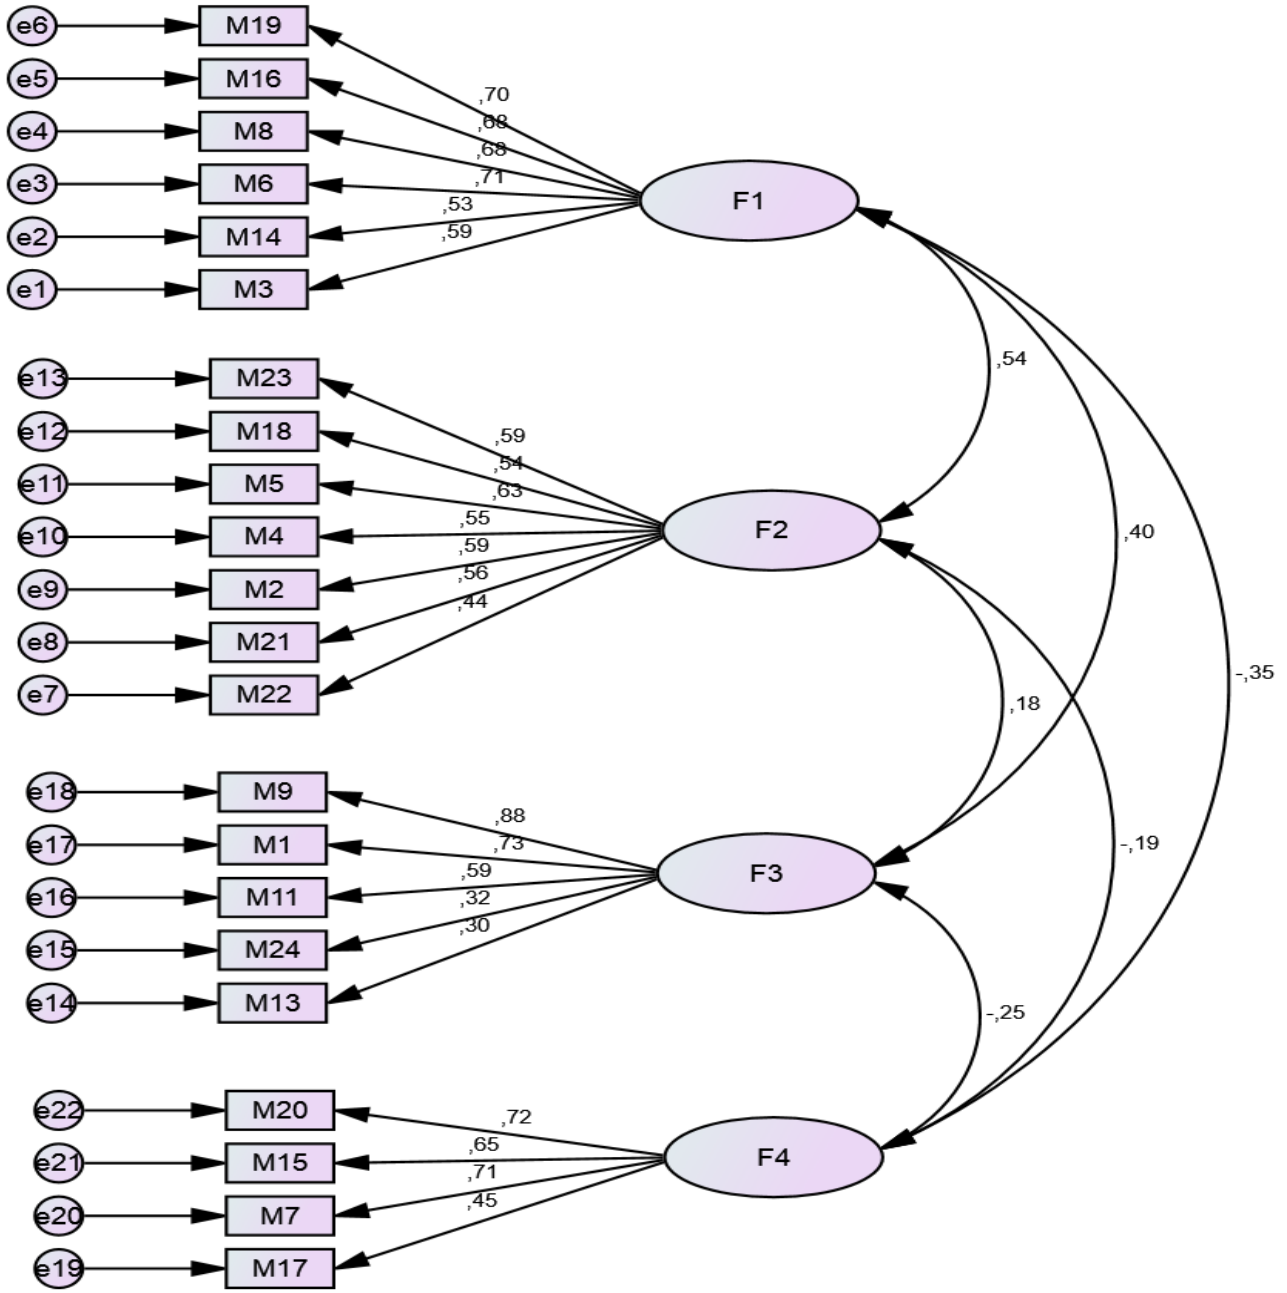 e6 M19
,70
e5 M16
,68
e4 M8
,68
e3 M6
,71
F1
e2 M14
,53
,59
e1 M3
,54
e13 M23
,59
e12 M18
,54
e11 M5
,63
,55
e10 M4
F2
,40
,59
e9 M2
,56
,44
e8 M21
-,35
e7 M22
,18
e18 M9
,88
e17 M1
,73
-,19
,59
F3
e16 M11
,32
,30
e15 M24
e14 M13
-,25
e22 M20
,72
,65
e21 M15
F4
,71
,45
e20 M7
e19 M17